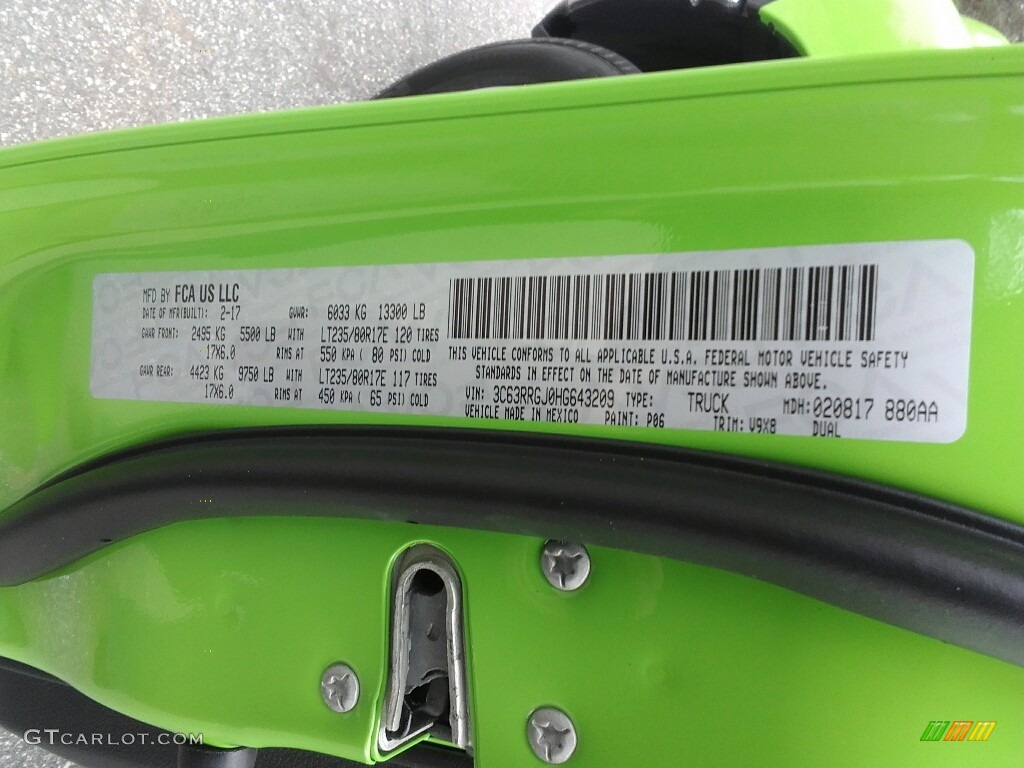 MFD BY FCA US LLC
DATE OF MFR(BUILT): 2-17 GVWR: 6033 KG 13300 LB
GAWR FRONT: 2495 KG 5500 LB WITH LT235/80R17E 120 TIRES
17X6.0 RIMS AT 550 KPA ( 80 PSI) COLD
GAWR REAR: 4423 KG 9750 LB WITH LT235/80R17E 117 TIRES
17X6.0 RIMS AT 450 KPA ( 65 PSI) COLD
THIS VEHICLE CONFORMS TO ALL APPLICABLE U.S.A. FEDERAL MOTOR VEHICLE SAFETY
STANDARDS IN EFFECT ON THE DATE OF MANUFACTURE SHOWN ABOVE.
VIN: 3C63RRGJ0HG643209 TYPE: TRUCK MDH: 020817 880AA
VEHICLE MADE IN MEXICO PAINT: P06 TRIM: V9X8 DUAL
GTCARLOT.COM